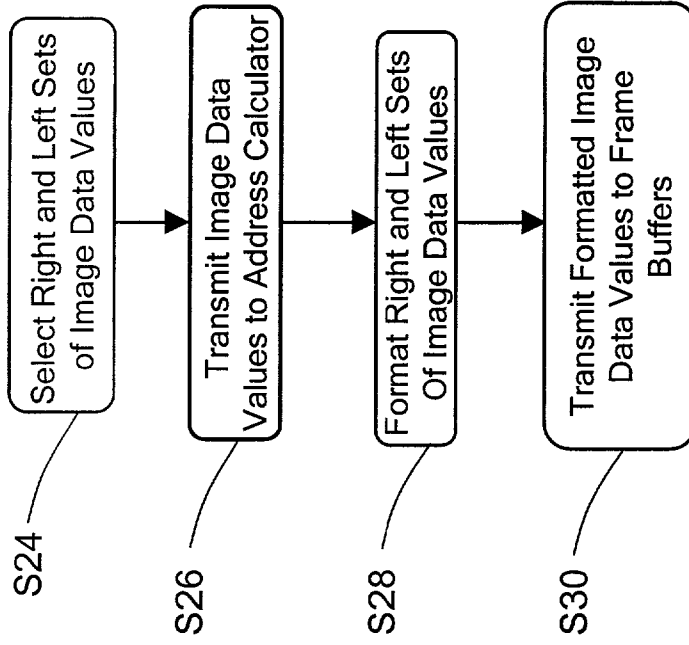 Select Right and Left Sets
of Image Data Values
S24
Transmit Image Data
Values to Address Calculator
S26
Format Right and Left Sets
Of Image Data Values
S28
Transmit Formatted Image
Data Values to Frame
Buffers
S30